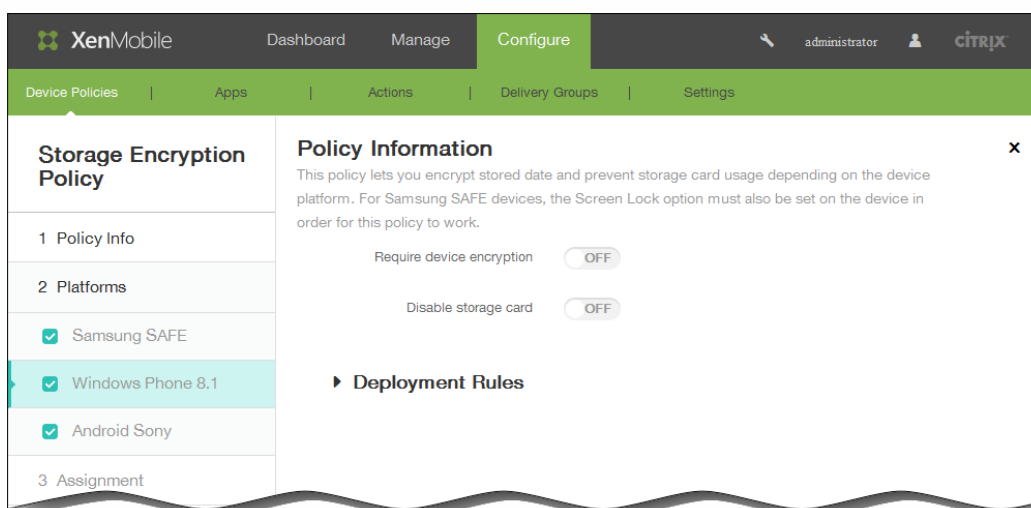 XenMobile Dashboard Manage Configure administrator CİTRIX
Device Policies | Apps | Actions | Delivery Groups | Settings
Storage Encryption
Policy
1 Policy Info
2 Platforms
Samsung SAFE
Windows Phone 8.1
Android Sony
3 Assignment
Policy Information
This policy lets you encrypt stored date and prevent storage card usage depending on the device
platform. For Samsung SAFE devices, the Screen Lock option must also be set on the device in
order for this policy to work.
Require device encryption OFF
Disable storage card OFF
Deployment Rules